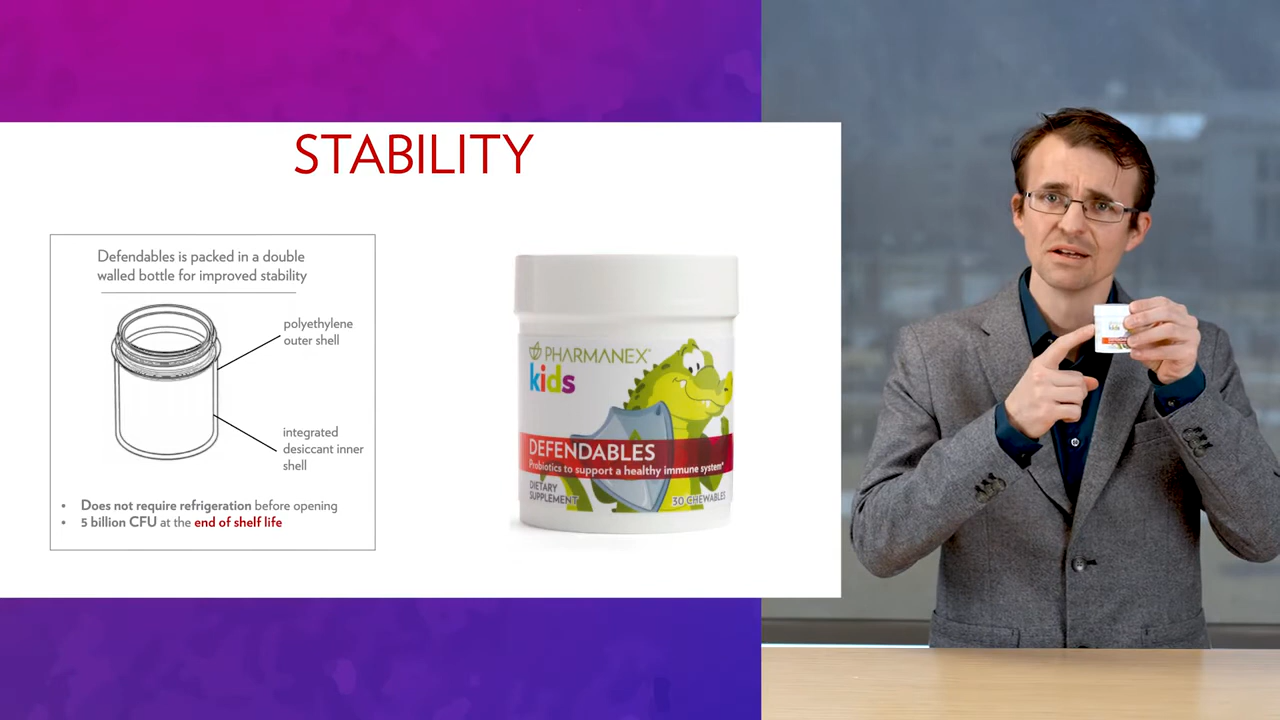 STABILITY
Defendables is packed in a double
walled bottle for improved stability
polyethylene
outer shell
integrated
desiccant inner
shell
• Does not require refrigeration before opening
• 5 billion CFU at the end of shelf life
PHARMANEX
kids
DEFENDABLES
Probiotics to support a healthy immune system*
DIETARY
SUPPLEMENT
30 CHEWABLES
kids